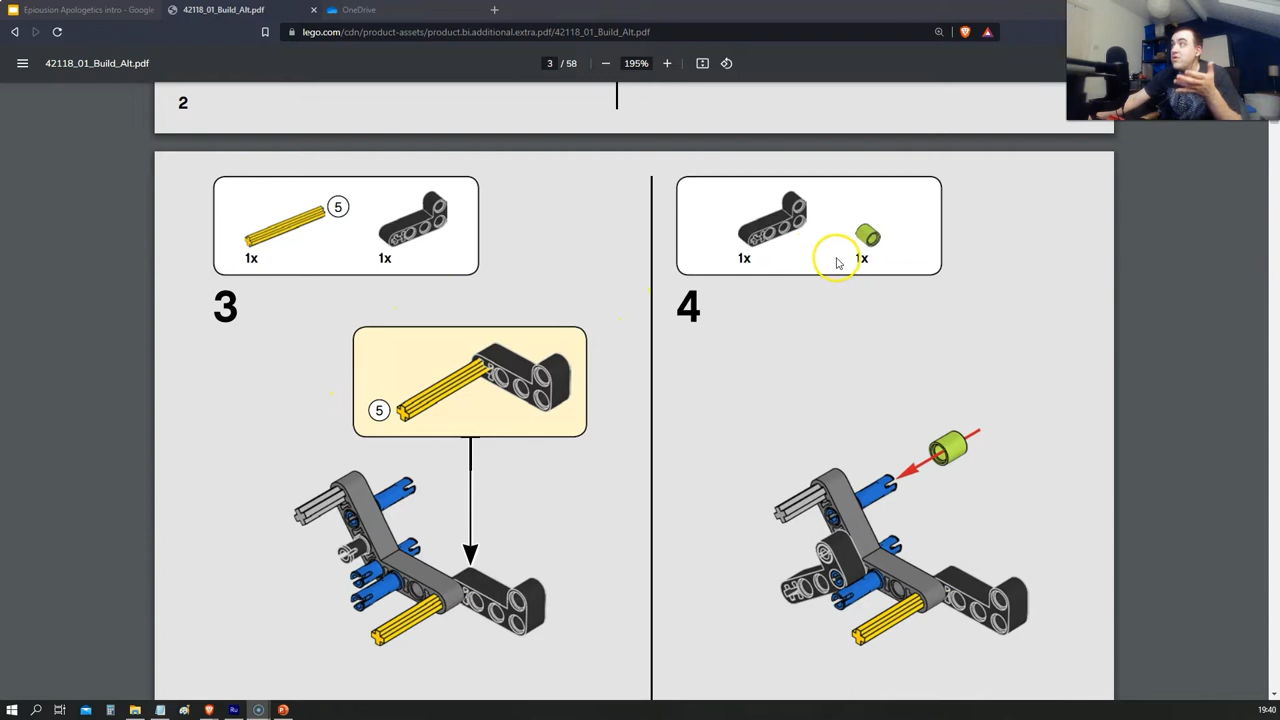 Epiousion Apologetics intro - Google
42118_01_Build_Alt.pdf
OneDrive
lego.com/cdn/product-assets/product.bi.additional.extra.pdf/42118_01_Build_Alt.pdf
42118_01_Build_Alt.pdf
3 / 58
195%
2
5
1x
1x
3
5
1x
1x
4
Ru
19:40